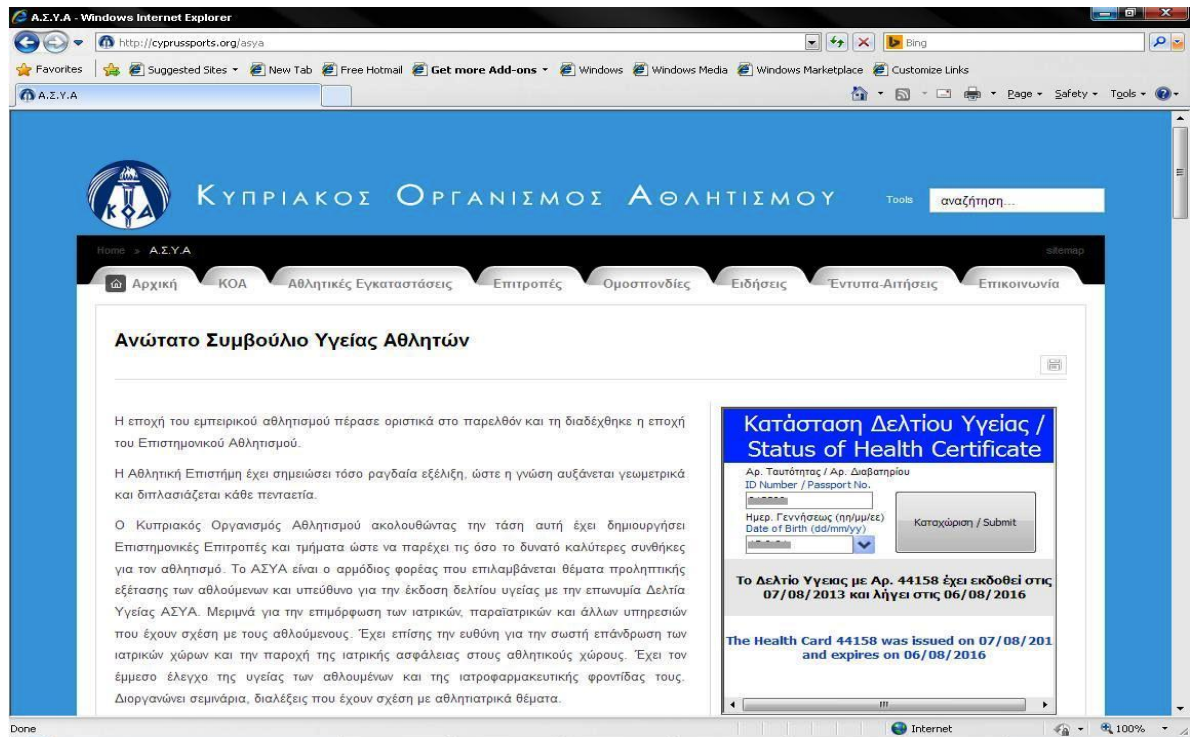 Α.Σ.Υ.Α - Windows Internet Explorer
http://cyprussports.org/asya
Bing
Favorites Suggested Sites New Tab Free Hotmail Get more Add-ons Windows Windows Media Windows Marketplace Customize Links
Α.Σ.Υ.Α Page Safety Tools
ΚΟΑ
Κυπριακος Οργανισμος Αθλητισμου
Tools αναζήτηση...
Home » Α.Σ.Υ.Α sitemap
Αρχική ΚΟΑ Αθλητικές Εγκαταστάσεις Επιτροπές Ομοσπονδίες Ειδήσεις Έντυπα-Αιτήσεις Επικοινωνία
Ανώτατο Συμβούλιο Υγείας Αθλητών
Η εποχή του εμπειρικού αθλητισμού πέρασε οριστικά στο παρελθόν και τη διαδέχθηκε η εποχή
του Επιστημονικού Αθλητισμού.
Η Αθλητική Επιστήμη έχει σημειώσει τόσο ραγδαία εξέλιξη, ώστε η γνώση αυξάνεται γεωμετρικά
και διπλασιάζεται κάθε πενταετία.
Ο Κυπριακός Οργανισμός Αθλητισμού ακολουθώντας την τάση αυτή έχει δημιουργήσει
Επιστημονικές Επιτροπές και τμήματα ώστε να παρέχει τις όσο το δυνατό καλύτερες συνθήκες
για τον αθλητισμό. Το ΑΣΥΑ είναι ο αρμόδιος φορέας που επιλαμβάνεται θέματα προληπτικής
εξέτασης των αθλούμενων και υπεύθυνο για την έκδοση δελτίου υγείας με την επωνυμία Δελτία
Υγείας ΑΣΥΑ. Μεριμνά για την επιμόρφωση των ιατρικών, παραϊατρικών και άλλων υπηρεσιών
που έχουν σχέση με τους αθλούμενους. Έχει επίσης την ευθύνη για την σωστή επάνδρωση των
ιατρικών χώρων και την παροχή της ιατρικής ασφάλειας στους αθλητικούς χώρους. Έχει τον
έμμεσο έλεγχο της υγείας των αθλουμένων και της ιατροφαρμακευτικής φροντίδας τους.
Διοργανώνει σεμινάρια, διαλέξεις που έχουν σχέση με αθλητιατρικά θέματα.
Κατάσταση Δελτίου Υγείας /
Status of Health Certificate
Αρ. Ταυτότητας / Αρ. Διαβατηρίου
ID Number / Passport No.
Ημερ. Γεννήσεως (ηη/μμ/εε)
Date of Birth (dd/mm/yy)
Καταχώριση / Submit
Το Δελτίο Υγειας με Αρ. 44158 έχει εκδοθεί στις
07/08/2013 και λήγει στις 06/08/2016
The Health Card 44158 was issued on 07/08/201
and expires on 06/08/2016
Done Internet 100%